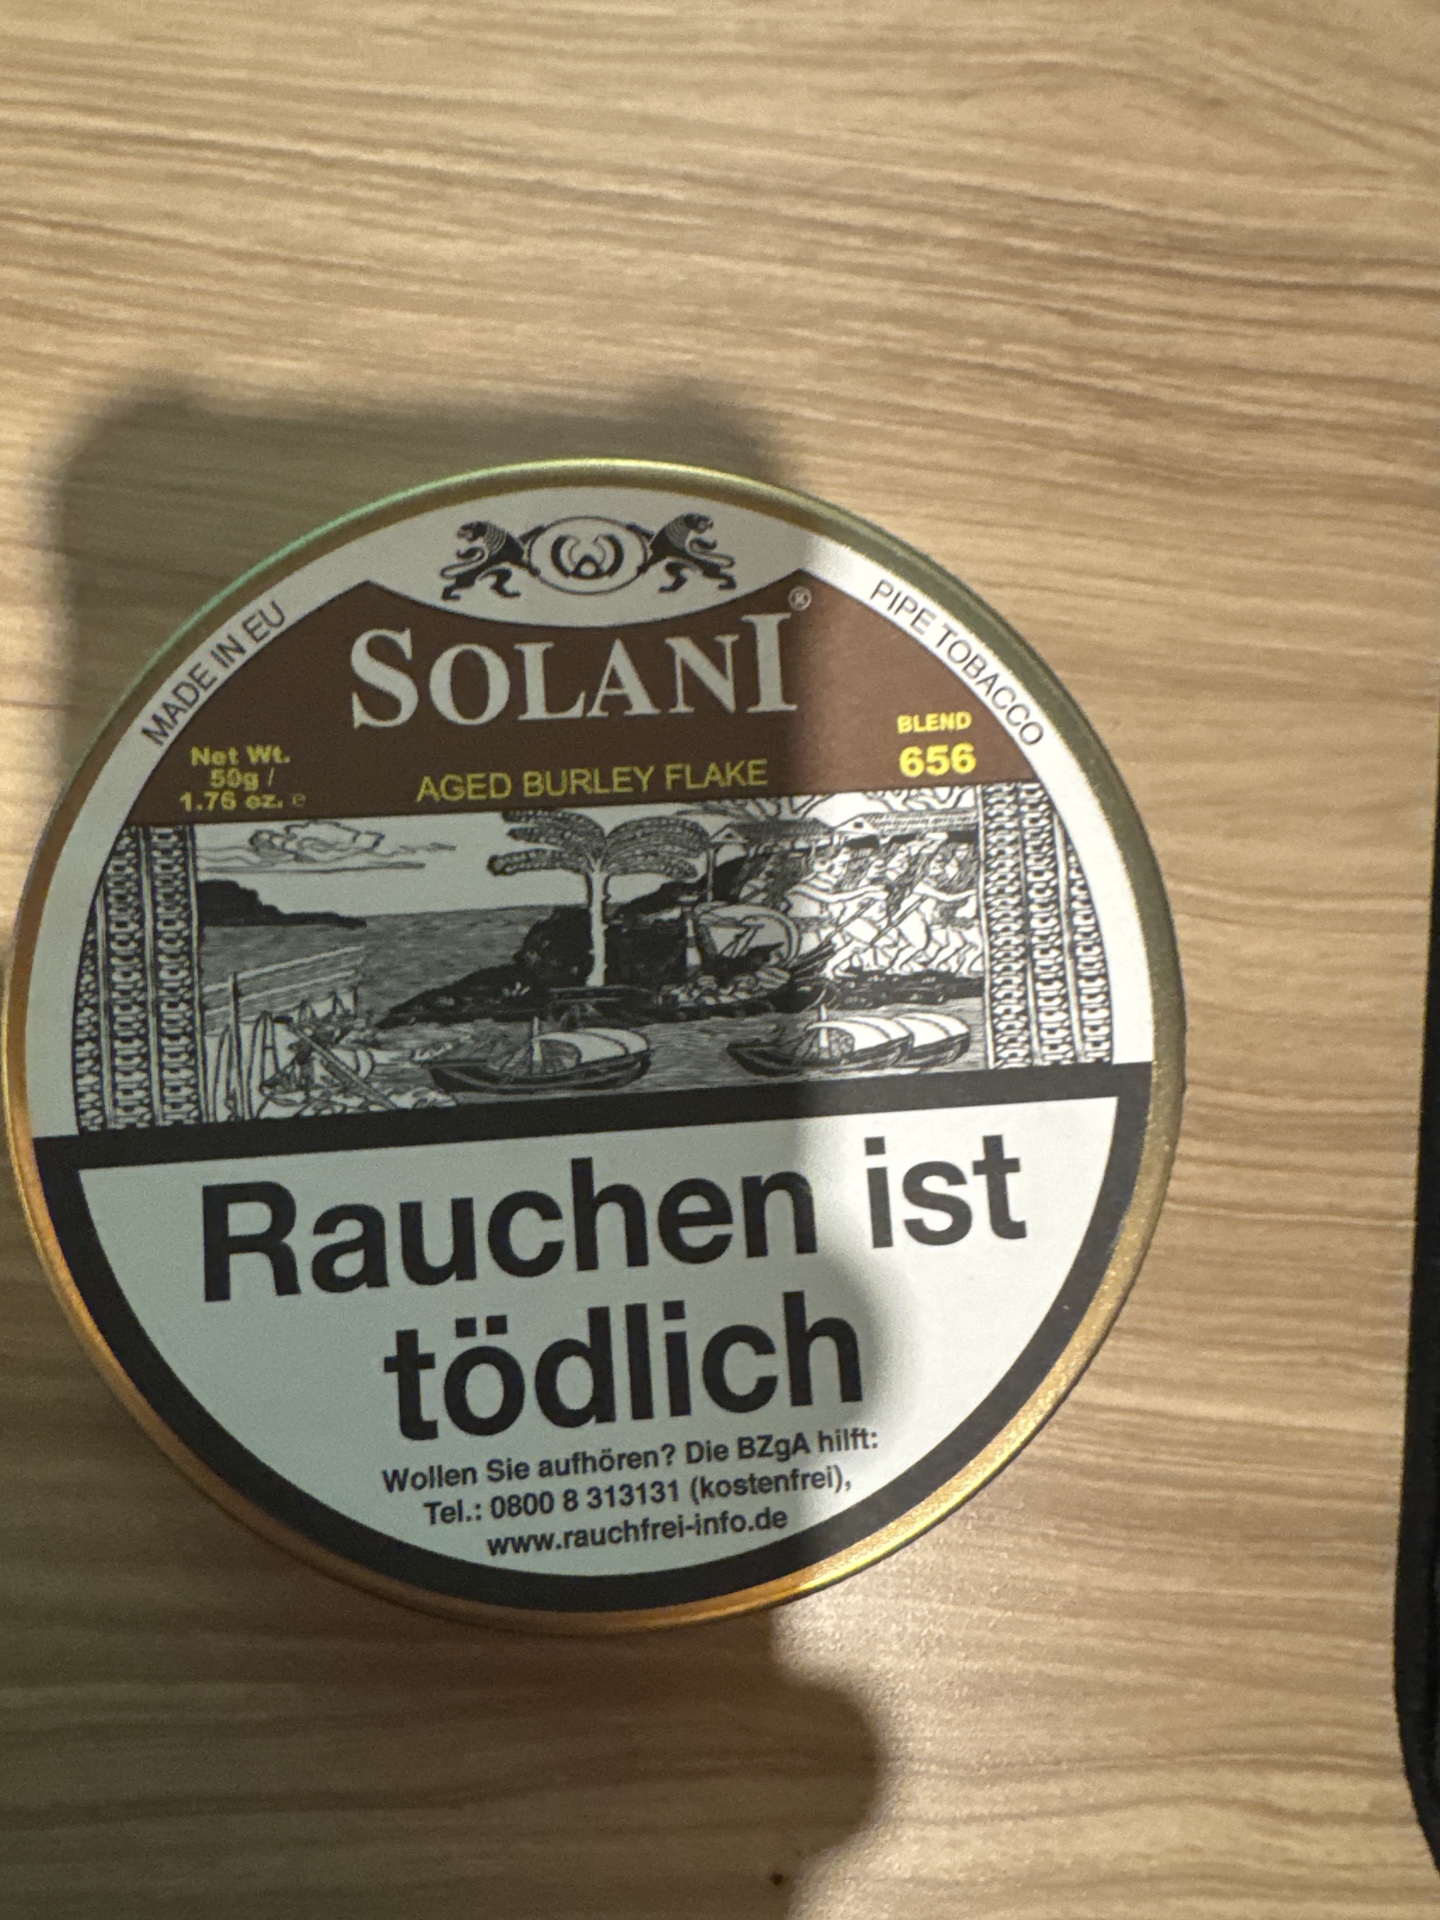 MADE IN EU
SOLANI®
PIPE TOBACCO
Net Wt.
50g /
1.76 oz. e
AGED BURLEY FLAKE
BLEND
656
Rauchen ist
tödlich
Wollen Sie aufhören? Die BZgA hilft:
Tel.: 0800 8 313131 (kostenfrei),
www.rauchfrei-info.de